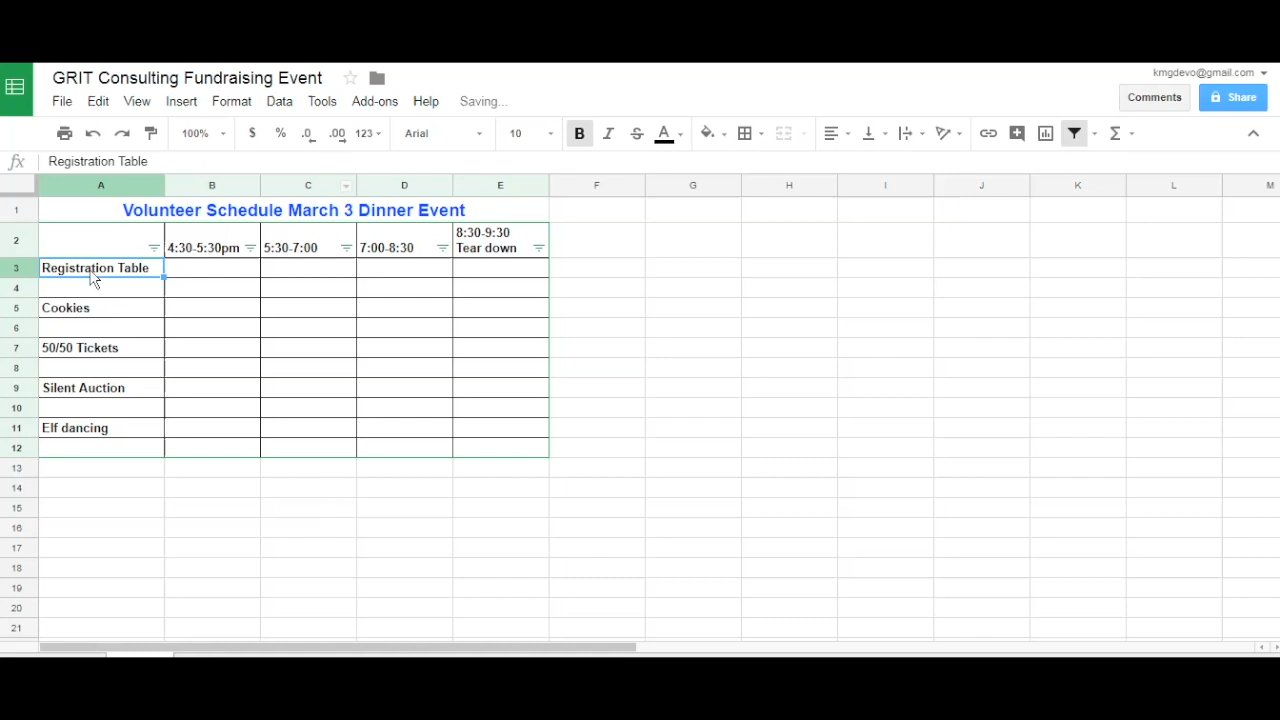 GRIT Consulting Fundraising Event
kmgdevo@gmail.com
File Edit View Insert Format Data Tools Add-ons Help Saving...
Comments Share
100% $ % .0 .00 123 Arial 10 B I S A Σ
fx Registration Table
A B C D E F G H I J K L M
1 Volunteer Schedule March 3 Dinner Event
8:30-9:30
2 4:30-5:30pm 5:30-7:00 7:00-8:30 Tear down
3 Registration Table
4
5 Cookies
6
7 50/50 Tickets
8
9 Silent Auction
10
11 Elf dancing
12
13
14
15
16
17
18
19
20
21